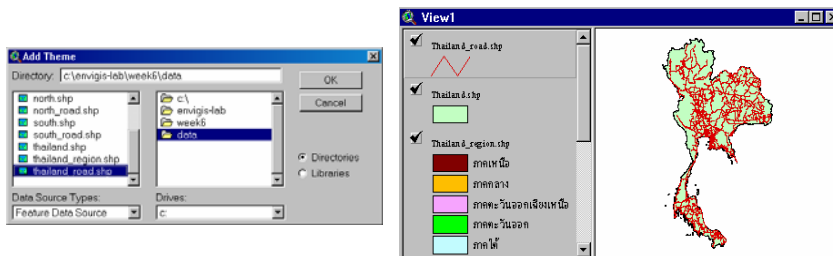 Add Theme
Directory: c:\envigis-lab\week6\data
OK
Cancel
north.shp
north_road.shp
south.shp
south_road.shp
thailand.shp
thailand_region.shp
thailand_road.shp
c:\
envigis-lab
week6
data
Directories
Libraries
Data Source Types:
Feature Data Source
Drives:
c:
View1
Thailand_road.shp
Thailand.shp
Thailand_region.shp
ภาคเหนือ
ภาคกลาง
ภาคตะวันออกเฉียงเหนือ
ภาคตะวันออก
ภาคใต้